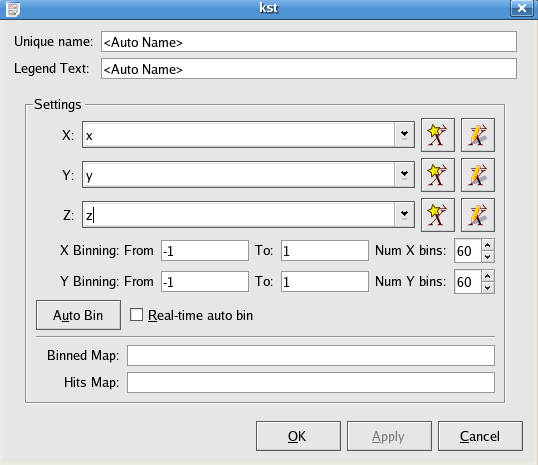 kst
Unique name: <Auto Name>
Legend Text: <Auto Name>
Settings
X: x
Y: y
Z: z
X Binning: From -1 To: 1 Num X bins: 60
Y Binning: From -1 To: 1 Num Y bins: 60
Auto Bin Real-time auto bin
Binned Map:
Hits Map:
OK Apply Cancel